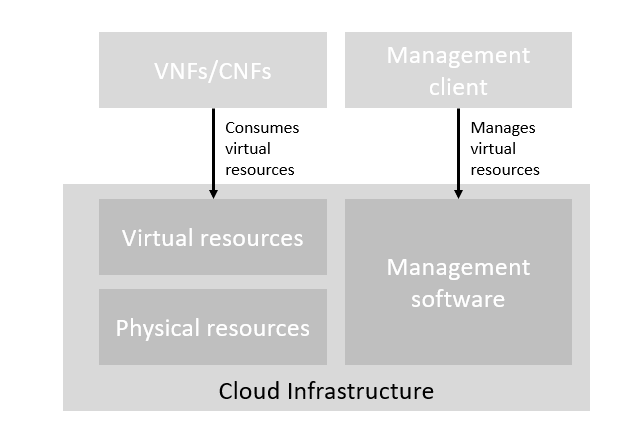 VNFs/CNFs
Management
client
Consumes
virtual
resources
Manages
virtual
resources
Virtual resources
Management
software
Physical resources
Cloud Infrastructure